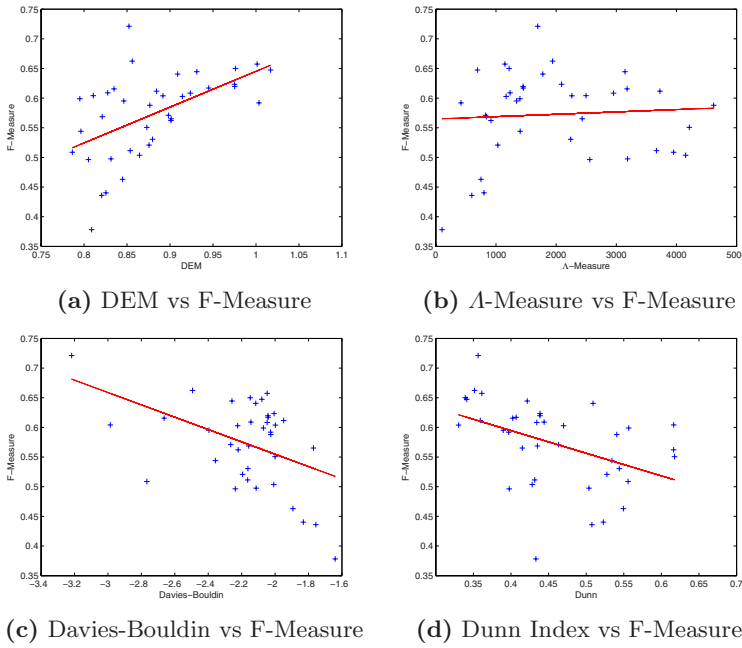 0.75
0.7
0.65
0.6
0.55
0.5
0.45
0.4
0.35
F-Measure
0.75 0.8 0.85 0.9 0.95 1 1.05 1.1
DEM
(a) DEM vs F-Measure
0.75
0.7
0.65
0.6
0.55
0.5
0.45
0.4
0.35
F-Measure
0 1000 2000 3000 4000 5000
Λ-Measure
(b) Λ-Measure vs F-Measure
0.75
0.7
0.65
0.6
0.55
0.5
0.45
0.4
0.35
F-Measure
−3.4 −3.2 −3 −2.8 −2.6 −2.4 −2.2 −2 −1.8 −1.6
Davies−Bouldin
(c) Davies-Bouldin vs F-Measure
0.75
0.7
0.65
0.6
0.55
0.5
0.45
0.4
0.35
F-Measure
0.35 0.4 0.45 0.5 0.55 0.6 0.65 0.7
Dunn
(d) Dunn Index vs F-Measure